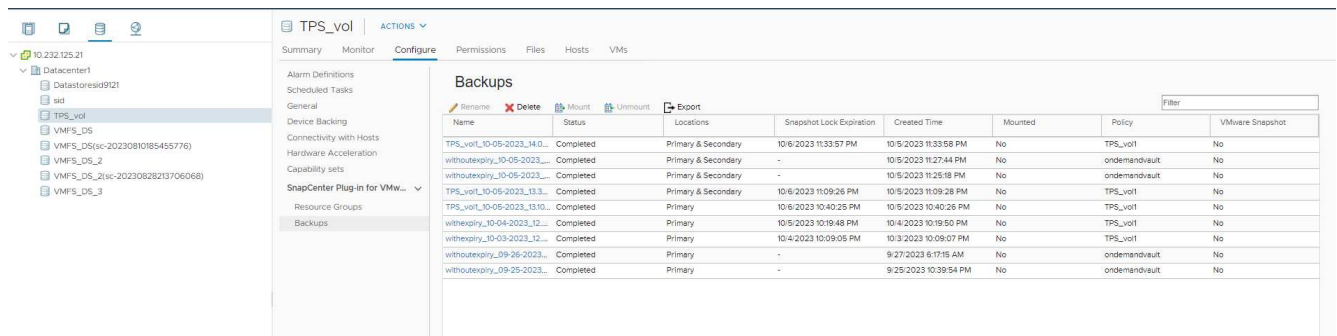 TPS_vol ACTIONS
Summary Monitor Configure Permissions Files Hosts VMs
10.232.125.21
Datacenter1
Datastoresid9121
sid
TPS_vol
VMFS_DS
VMFS_DS(sc-20230810185455776)
VMFS_DS_2
VMFS_DS_2(sc-20230828213706068)
VMFS_DS_3
Alarm Definitions
Scheduled Tasks
General
Device Backing
Connectivity with Hosts
Hardware Acceleration
Capability sets
SnapCenter Plug-in for VMw...
Resource Groups
Backups
Backups
Rename Delete Mount Unmount Export Filter
Name Status Locations Snapshot Lock Expiration Created Time Mounted Policy VMware Snapshot
TPS_vol1_10-05-2023_14.0... Completed Primary & Secondary 10/6/2023 11:33:57 PM 10/5/2023 11:33:58 PM No TPS_vol1 No
withoutexpiry_10-05-2023_... Completed Primary & Secondary - 10/5/2023 11:27:44 PM No ondemandvault No
withoutexpiry_10-05-2023_... Completed Primary & Secondary - 10/5/2023 11:25:18 PM No ondemandvault No
TPS_vol1_10-05-2023_13.3... Completed Primary & Secondary 10/6/2023 11:09:26 PM 10/5/2023 11:09:28 PM No TPS_vol1 No
TPS_vol1_10-05-2023_13.10... Completed Primary 10/6/2023 10:40:25 PM 10/5/2023 10:40:26 PM No TPS_vol1 No
withexpiry_10-04-2023_12.... Completed Primary 10/5/2023 10:19:48 PM 10/4/2023 10:19:50 PM No TPS_vol1 No
withexpiry_10-03-2023_12.... Completed Primary 10/4/2023 10:09:05 PM 10/3/2023 10:09:07 PM No TPS_vol1 No
withoutexpiry_09-26-2023... Completed Primary - 9/27/2023 6:17:15 AM No ondemandvault No
withoutexpiry_09-25-2023... Completed Primary - 9/25/2023 10:39:54 PM No ondemandvault No